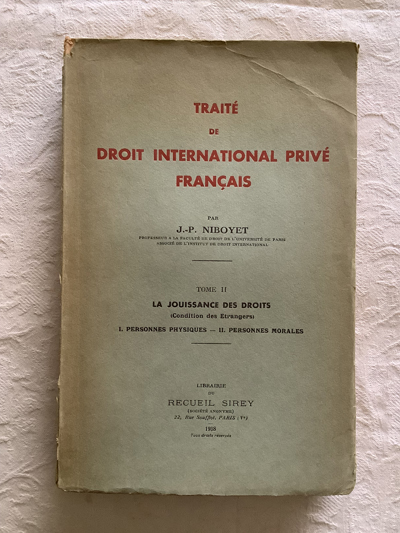 TRAITÉ
DE
DROIT INTERNATIONAL PRIVÉ
FRANÇAIS
PAR
J.-P. NIBOYET
PROFESSEUR A LA FACULTÉ DE DROIT DE L'UNIVERSITÉ DE PARIS
ASSOCIÉ DE L'INSTITUT DE DROIT INTERNATIONAL
TOME II
LA JOUISSANCE DES DROITS
(Condition des Etrangers)
I. PERSONNES PHYSIQUES — II. PERSONNES MORALES
LIBRAIRIE
DU
RECUEIL SIREY
(SOCIÉTÉ ANONYME)
22, Rue Soufflot, PARIS (Vᵉ)
1938
Tous droits réservés